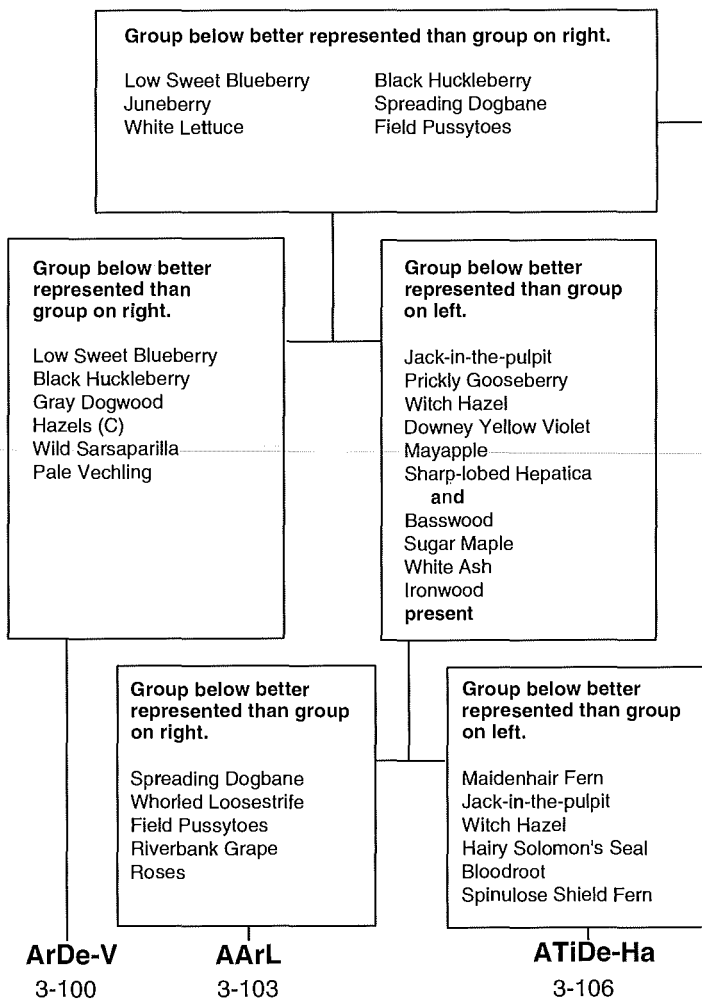 Group below better represented than group on right.
Low Sweet Blueberry
Juneberry
White Lettuce
Black Huckleberry
Spreading Dogbane
Field Pussytoes
Group below better
represented than
group on right.
Low Sweet Blueberry
Black Huckleberry
Gray Dogwood
Hazels (C)
Wild Sarsaparilla
Pale Vechling
Group below better
represented than group
on left.
Jack-in-the-pulpit
Prickly Gooseberry
Witch Hazel
Downey Yellow Violet
Mayapple
Sharp-lobed Hepatica
and
Basswood
Sugar Maple
White Ash
Ironwood
present
Group below better
represented than group
on right.
Spreading Dogbane
Whorled Loosestrife
Field Pussytoes
Riverbank Grape
Roses
Group below better
represented than group
on left.
Maidenhair Fern
Jack-in-the-pulpit
Witch Hazel
Hairy Solomon's Seal
Bloodroot
Spinulose Shield Fern
ArDe-V
3-100
AArL
3-103
ATiDe-Ha
3-106